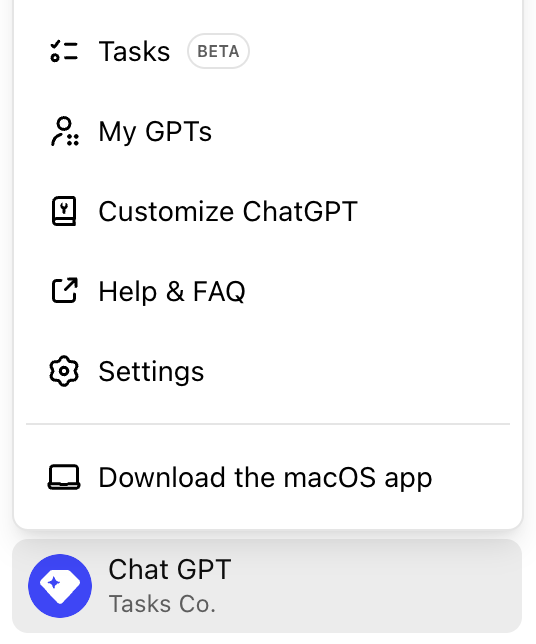 Tasks BETA
My GPTs
Customize ChatGPT
Help & FAQ
Settings
Download the macOS app
Chat GPT
Tasks Co.